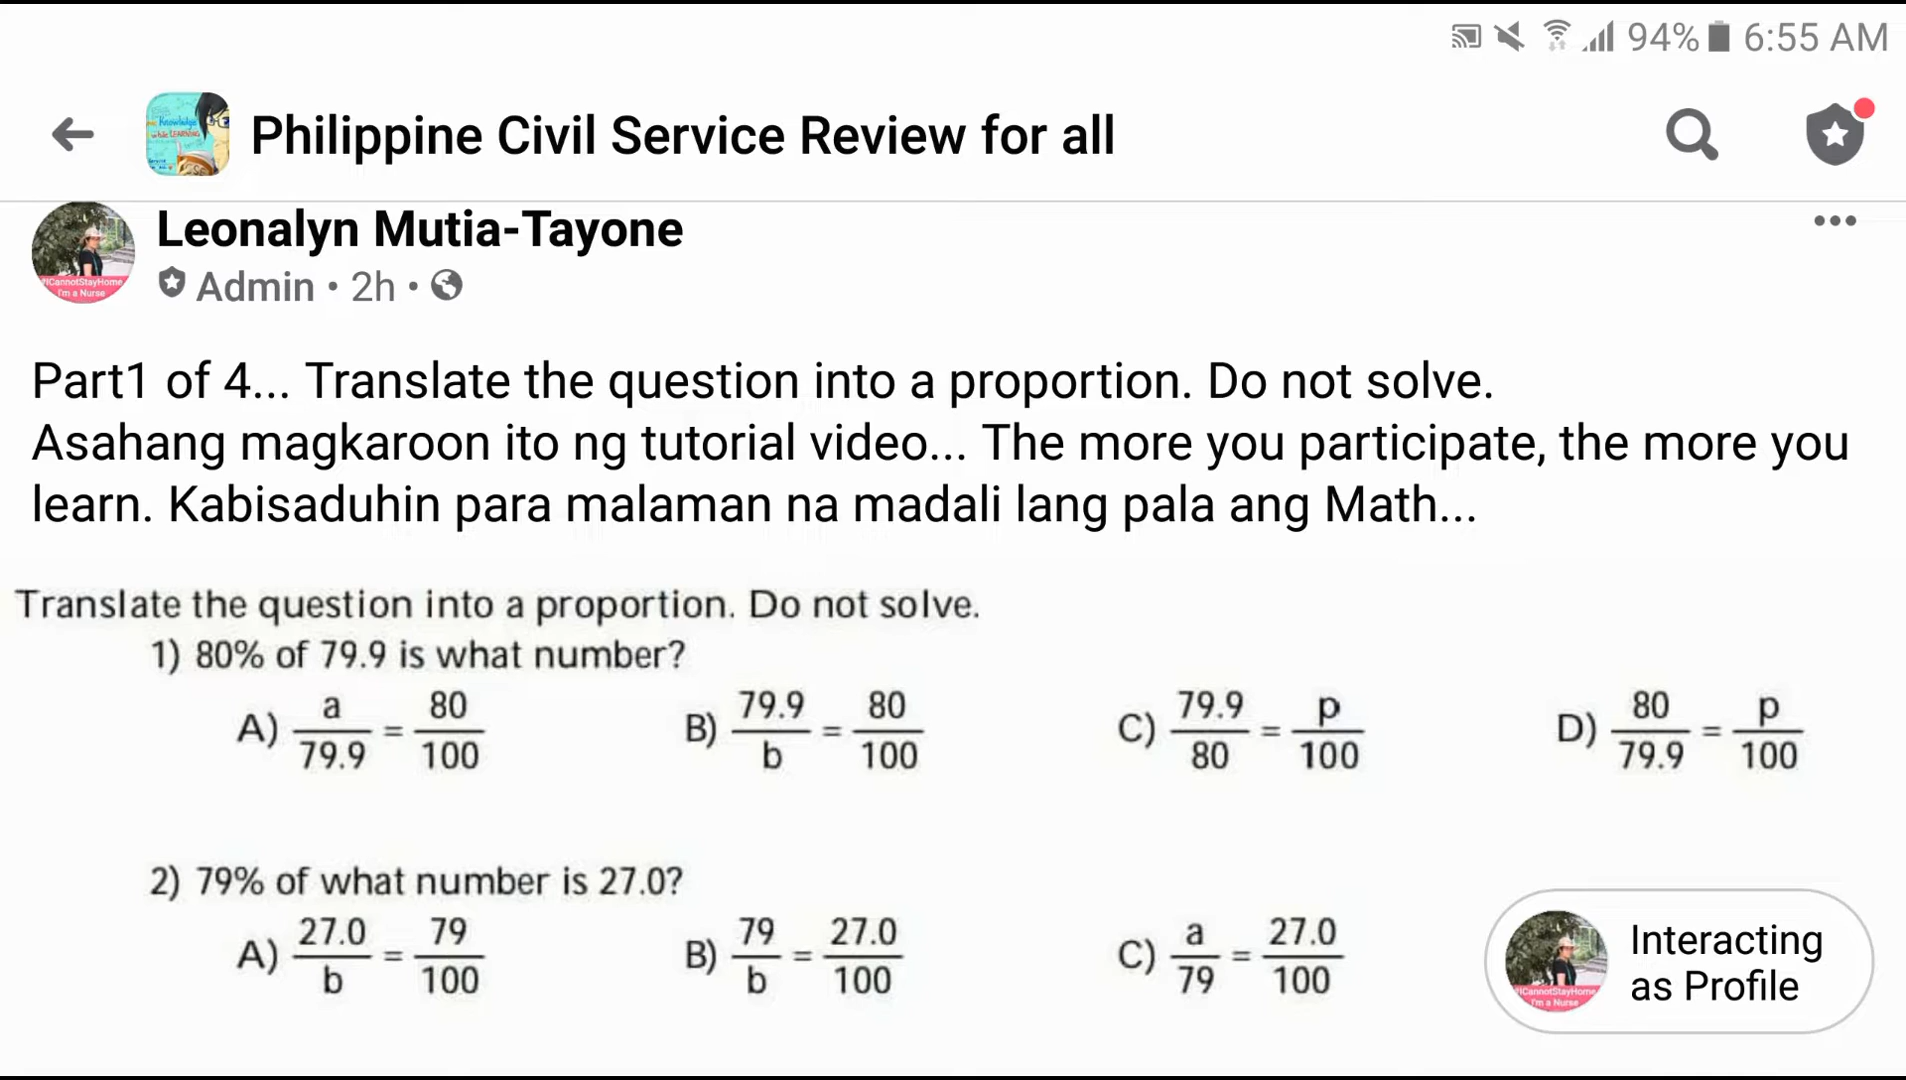 94% 6:55 AM
Philippine Civil Service Review for all
Leonalyn Mutia-Tayone
Admin • 2h •
Part1 of 4... Translate the question into a proportion. Do not solve.
Asahang magkaroon ito ng tutorial video... The more you participate, the more you
learn. Kabisaduhin para malaman na madali lang pala ang Math...
Translate the question into a proportion. Do not solve.
1) 80% of 79.9 is what number?
A) a/79.9 = 80/100 B) 79.9/b = 80/100 C) 79.9/80 = p/100 D) 80/79.9 = p/100
2) 79% of what number is 27.0?
A) 27.0/b = 79/100 B) 79/b = 27.0/100 C) a/79 = 27.0/100
Interacting
as Profile
#ICannotStayHome
I'm a Nurse